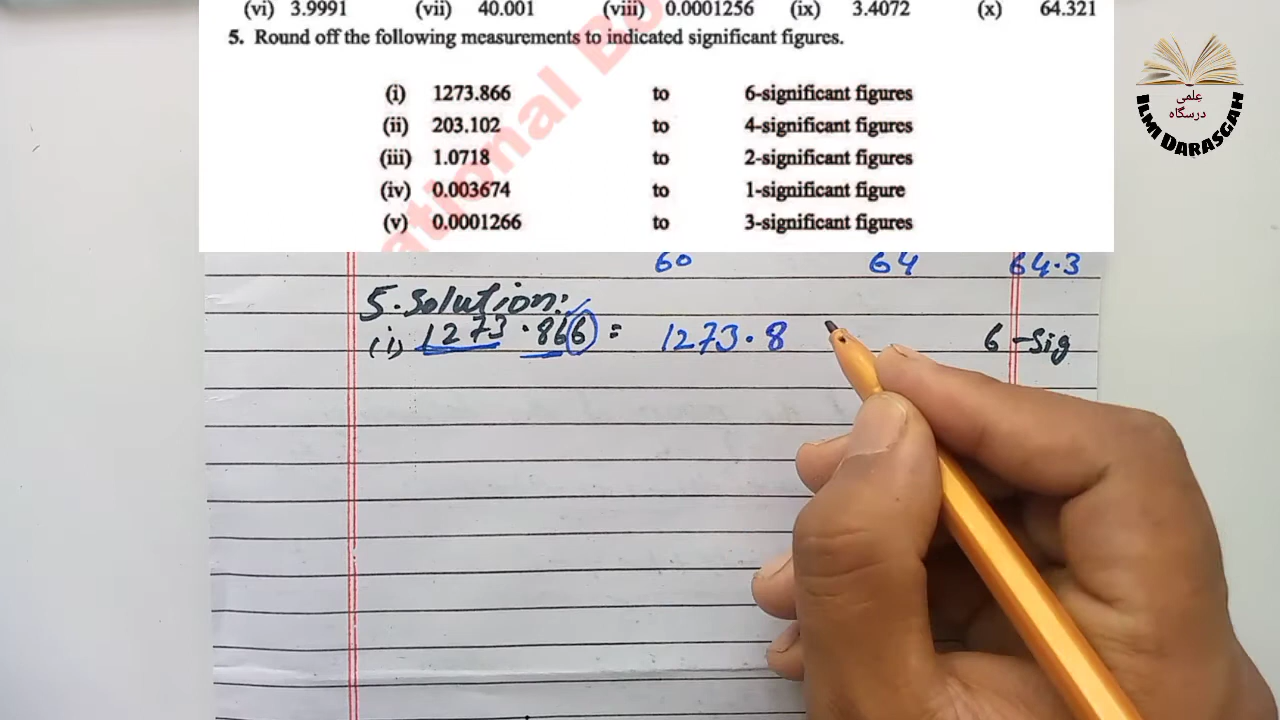 (vi) 3.9991 (vii) 40.001 (viii) 0.0001256 (ix) 3.4072 (x) 64.321
5. Round off the following measurements to indicated significant figures.
(i) 1273.866 to 6-significant figures
(ii) 203.102 to 4-significant figures
(iii) 1.0718 to 2-significant figures
(iv) 0.003674 to 1-significant figure
(v) 0.0001266 to 3-significant figures
علمی
درسگاه
ILMI DARASGAH
60 64 64.3
5. Solution:
(i) 1273.866 = 1273.8 6-Sig